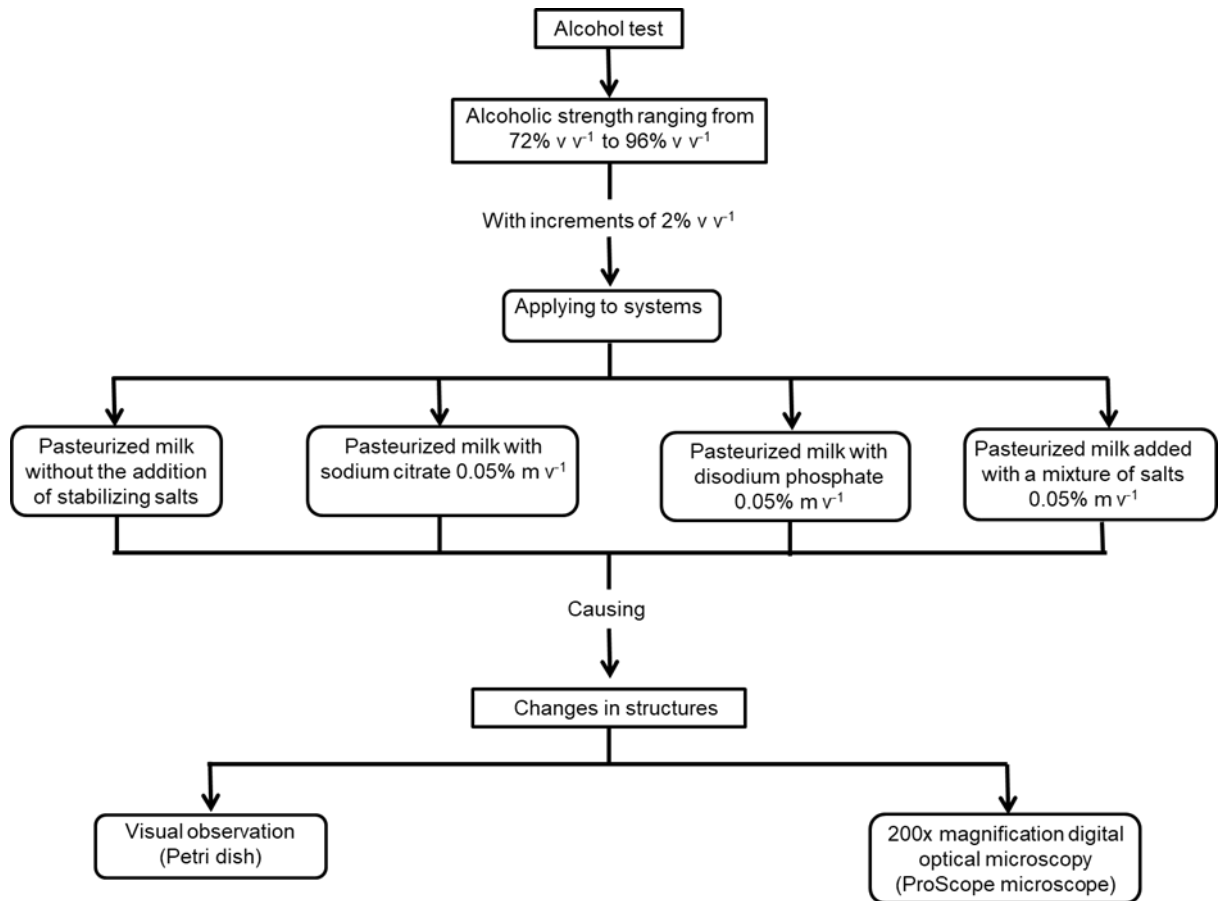 Alcohol test
Alcoholic strength ranging from
72% v v⁻¹ to 96% v v⁻¹
With increments of 2% v v⁻¹
Applying to systems
Pasteurized milk
without the addition
of stabilizing salts
Pasteurized milk with
sodium citrate 0.05% m v⁻¹
Pasteurized milk with
disodium phosphate
0.05% m v⁻¹
Pasteurized milk added
with a mixture of salts
0.05% m v⁻¹
Causing
Changes in structures
Visual observation
(Petri dish)
200x magnification digital
optical microscopy
(ProScope microscope)